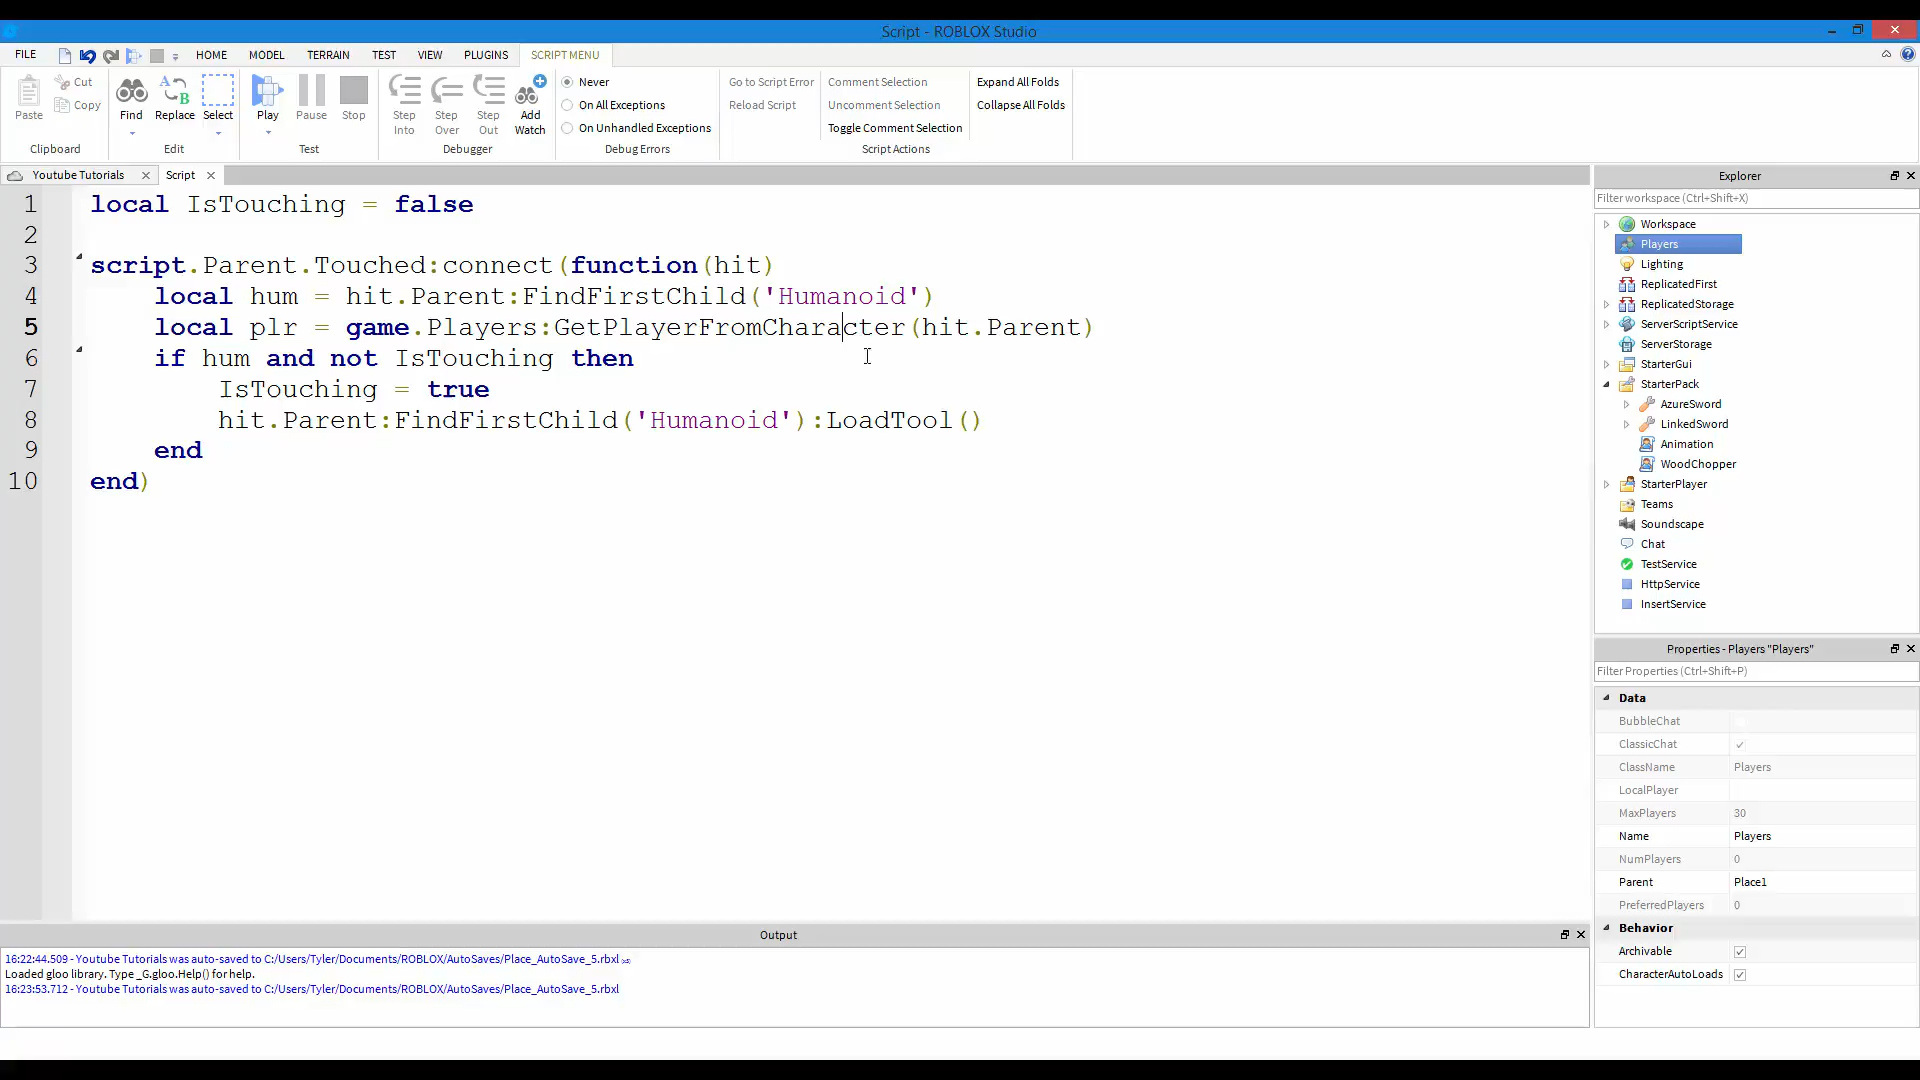 Script - ROBLOX Studio
FILE HOME MODEL TERRAIN TEST VIEW PLUGINS SCRIPT MENU
Paste Cut Copy Clipboard
Find Replace Select Edit
Play Pause Stop Test
Step Into Step Over Step Out Add Watch Debugger
Never
On All Exceptions
On Unhandled Exceptions
Debug Errors
Go to Script Error
Reload Script
Comment Selection
Uncomment Selection
Toggle Comment Selection
Expand All Folds
Collapse All Folds
Script Actions
Youtube Tutorials Script
1 local IsTouching = false
2
3 script.Parent.Touched:connect(function(hit)
4 local hum = hit.Parent:FindFirstChild('Humanoid')
5 local plr = game.Players:GetPlayerFromCharacter(hit.Parent)
6 if hum and not IsTouching then
7 IsTouching = true
8 hit.Parent:FindFirstChild('Humanoid'):LoadTool()
9 end
10 end)
Explorer
Filter workspace (Ctrl+Shift+X)
Workspace
Players
Lighting
ReplicatedFirst
ReplicatedStorage
ServerScriptService
ServerStorage
StarterGui
StarterPack
AzureSword
LinkedSword
Animation
WoodChopper
StarterPlayer
Teams
Soundscape
Chat
TestService
HttpService
InsertService
Properties - Players "Players"
Filter Properties (Ctrl+Shift+P)
Data
BubbleChat
ClassicChat
ClassName Players
LocalPlayer
MaxPlayers 30
Name Players
NumPlayers 0
Parent Place1
PreferredPlayers 0
Behavior
Archivable
CharacterAutoLoads
Output
16:22:44.509 - Youtube Tutorials was auto-saved to C:/Users/Tyler/Documents/ROBLOX/AutoSaves/Place_AutoSave_5.rbxl
Loaded gloo library. Type _G.gloo.Help() for help.
16:23:53.712 - Youtube Tutorials was auto-saved to C:/Users/Tyler/Documents/ROBLOX/AutoSaves/Place_AutoSave_5.rbxl